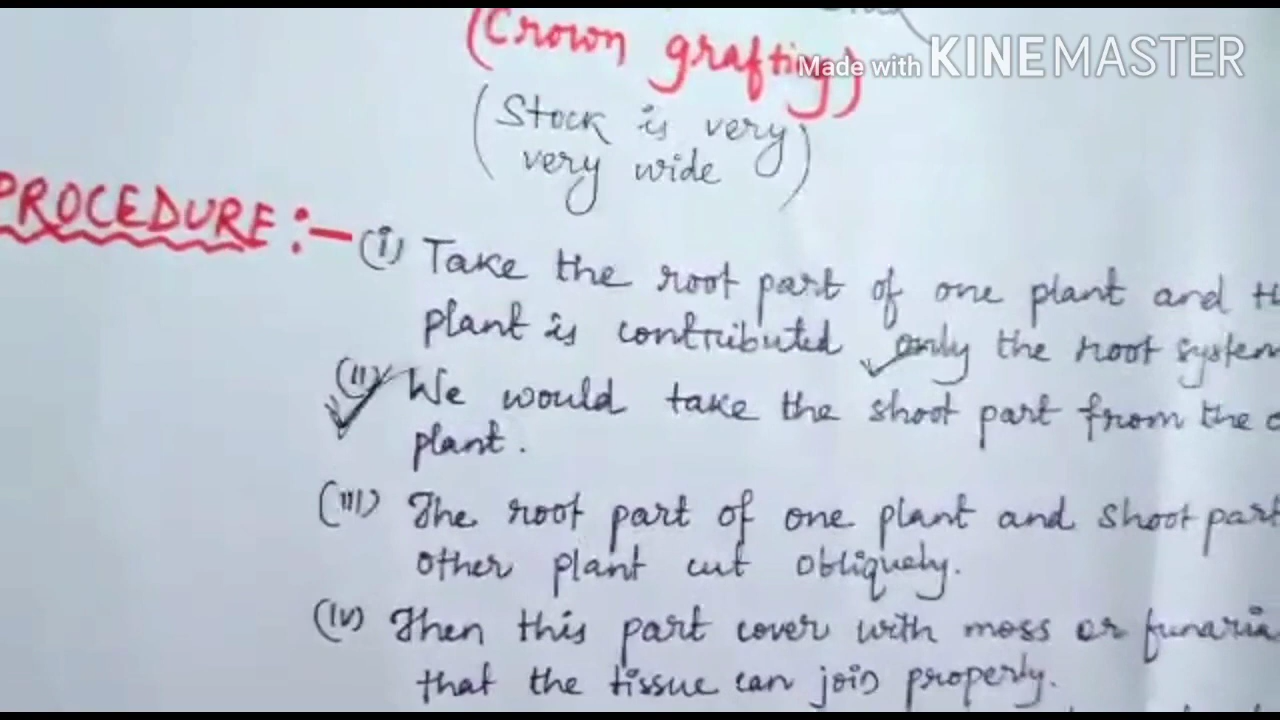 (Crown grafting)
Made with KINEMASTER
(Stock is very
very wide)
PROCEDURE :- (i) Take the root part of one plant and
plant is contributed only the root system
(ii) We would take the shoot part from the
plant.
(iii) The root part of one plant and shoot part
other plant cut obliquely.
(iv) Then this part cover with moss or funaria
that the tissue can join properly.